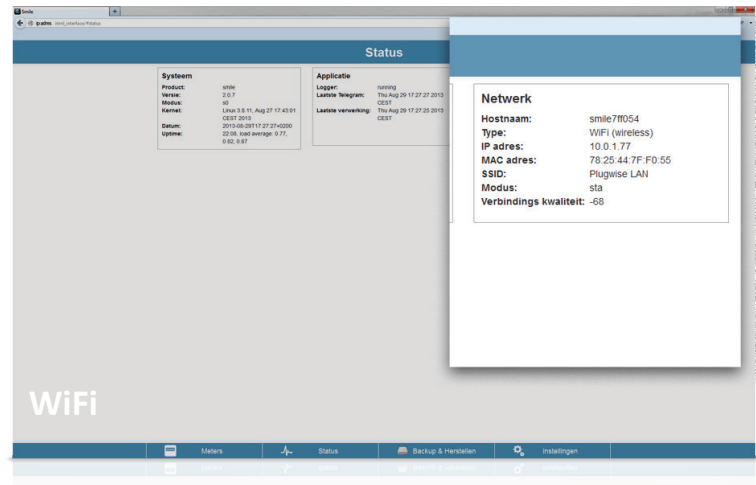 Smile
ip-adres /html_interface/#status
Status
Systeem
Product: smile
Versie: 2.0.7
Modus: s0
Kernel: Linux 3.8.11, Aug 27 17:43:01
CEST 2013
Datum: 2013-08-29T17:27:27+0200
Uptime: 22:08, load average: 0.77,
0.82, 0.87
Applicatie
Logger: running
Laatste Telegram: Thu Aug 29 17:27:27 2013
CEST
Laatste verwerking: Thu Aug 29 17:27:25 2013
CEST
Netwerk
Hostnaam: smile7ff054
Type: WiFi (wireless)
IP adres: 10.0.1.77
MAC adres: 78:25:44:7F:F0:55
SSID: Plugwise LAN
Modus: sta
Verbindings kwaliteit: -68
WiFi
Meters
Status
Backup & Herstellen
Instellingen